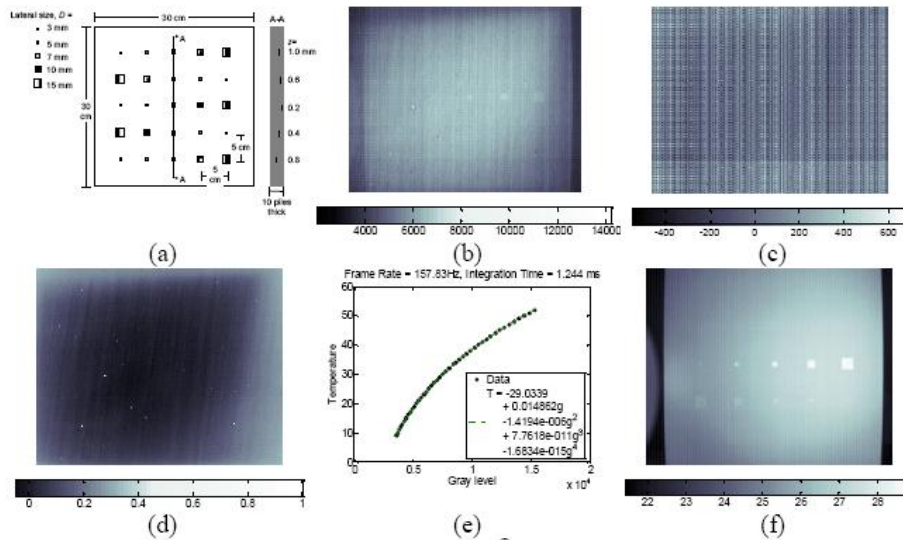 Lateral size, D =
3 mm
5 mm
7 mm
10 mm
15 mm
30 cm
A-A
A
z=
1.0 mm
0.6
30 cm
0.2
0.4
5 cm
0.8
A
5 cm
10 plies thick
4000 6000 8000 10000 12000 14000
-400 -200 0 200 400 600
(a)
(b)
(c)
Frame Rate = 157.83Hz, Integration Time = 1.244 ms
60
50
40
30
20
10
0
Temperature
Data
T = -29.0339
+ 0.014862g
-1.4194e-006g2
+ 7.7618e-011g3
-1.6834e-015g4
0 0.5 1 1.5 2
Gray level
x 104
0 0.2 0.4 0.6 0.8 1
22 23 24 25 26 27 28
(d)
(e)
(f)